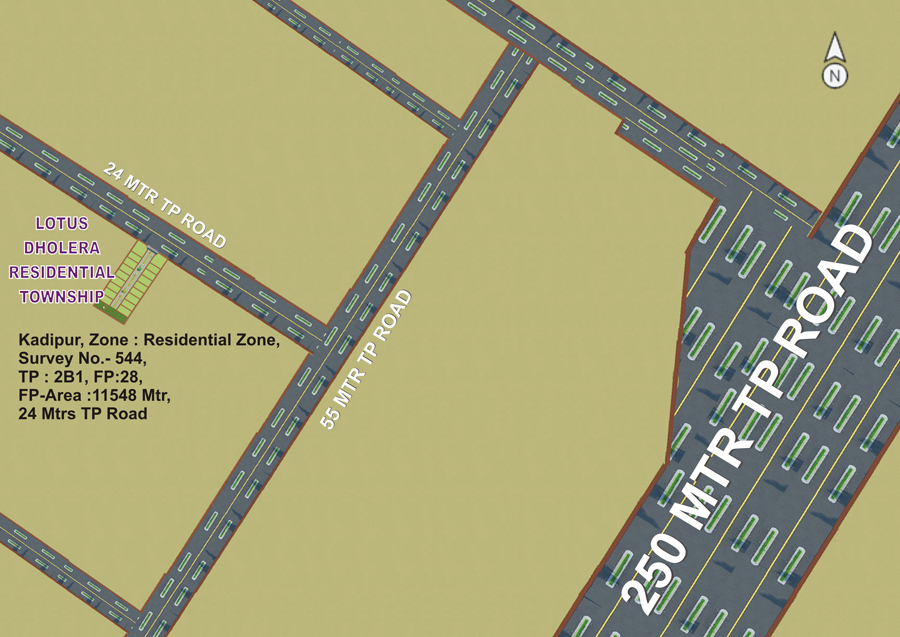 N
24 MTR TP ROAD
LOTUS
DHOLERA
RESIDENTIAL
TOWNSHIP
Kadipur, Zone : Residential Zone,
Survey No.- 544,
TP : 2B1, FP:28,
FP-Area :11548 Mtr,
24 Mtrs TP Road
55 MTR TP ROAD
250 MTR TP ROAD